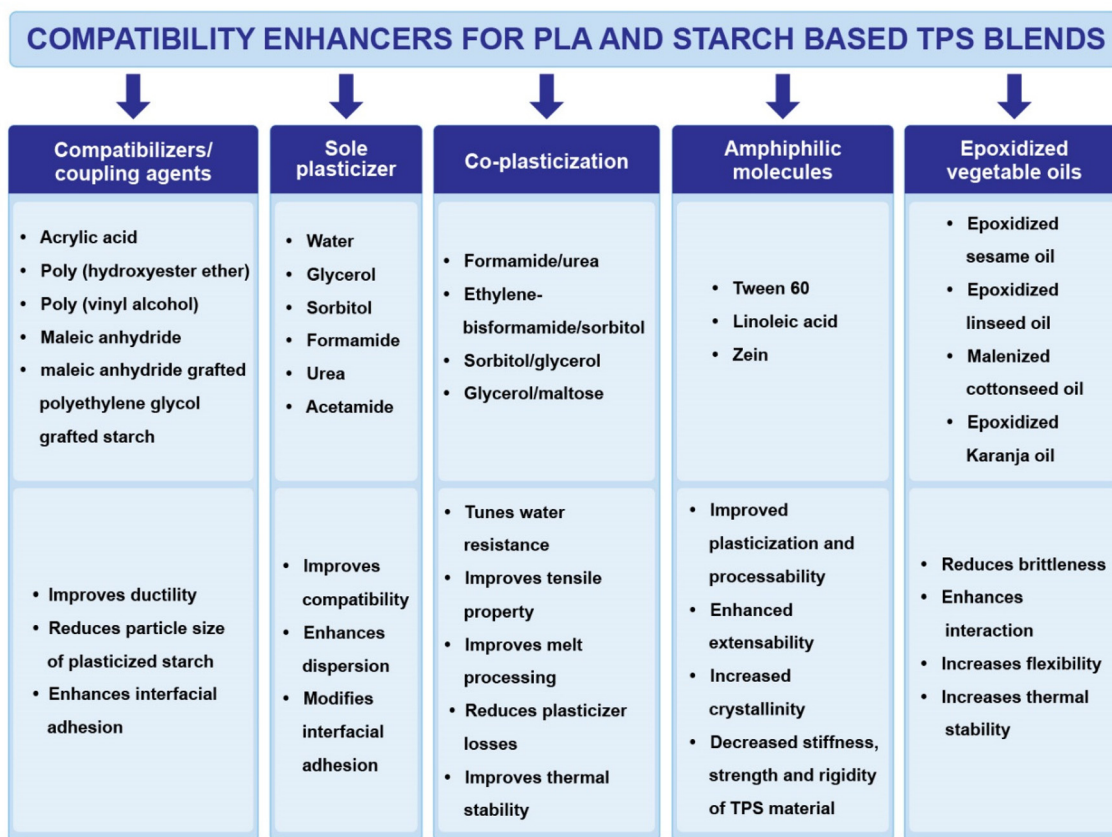 COMPATIBILITY ENHANCERS FOR PLA AND STARCH BASED TPS BLENDS
Compatibilizers/
coupling agents
• Acrylic acid
• Poly (hydroxyester ether)
• Poly (vinyl alcohol)
• Maleic anhydride
• maleic anhydride grafted
polyethylene glycol
grafted starch
• Improves ductility
• Reduces particle size
of plasticized starch
• Enhances interfacial
adhesion
Sole
plasticizer
• Water
• Glycerol
• Sorbitol
• Formamide
• Urea
• Acetamide
• Improves
compatibility
• Enhances
dispersion
• Modifies
interfacial
adhesion
Co-plasticization
• Formamide/urea
• Ethylene-
bisformamide/sorbitol
• Sorbitol/glycerol
• Glycerol/maltose
• Tunes water
resistance
• Improves tensile
property
• Improves melt
processing
• Reduces plasticizer
losses
• Improves thermal
stability
Amphiphilic
molecules
• Tween 60
• Linoleic acid
• Zein
• Improved
plasticization and
processability
• Enhanced
extensability
• Increased
crystallinity
• Decreased stiffness,
strength and rigidity
of TPS material
Epoxidized
vegetable oils
• Epoxidized
sesame oil
• Epoxidized
linseed oil
• Malenized
cottonseed oil
• Epoxidized
Karanja oil
• Reduces brittleness
• Enhances
interaction
• Increases flexibility
• Increases thermal
stability